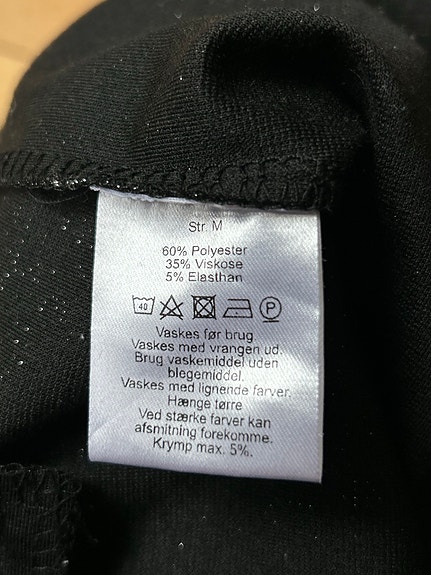 Str. M
60% Polyester
35% Viskose
5% Elasthan
40 P
Vaskes før brug
Vaskes med vrangen ud.
Brug vaskemiddel uden
blegemiddel.
Vaskes med lignende farver.
Hænge tørre
Ved stærke farver kan
afsmitning forekomme.
Krymp max. 5%.